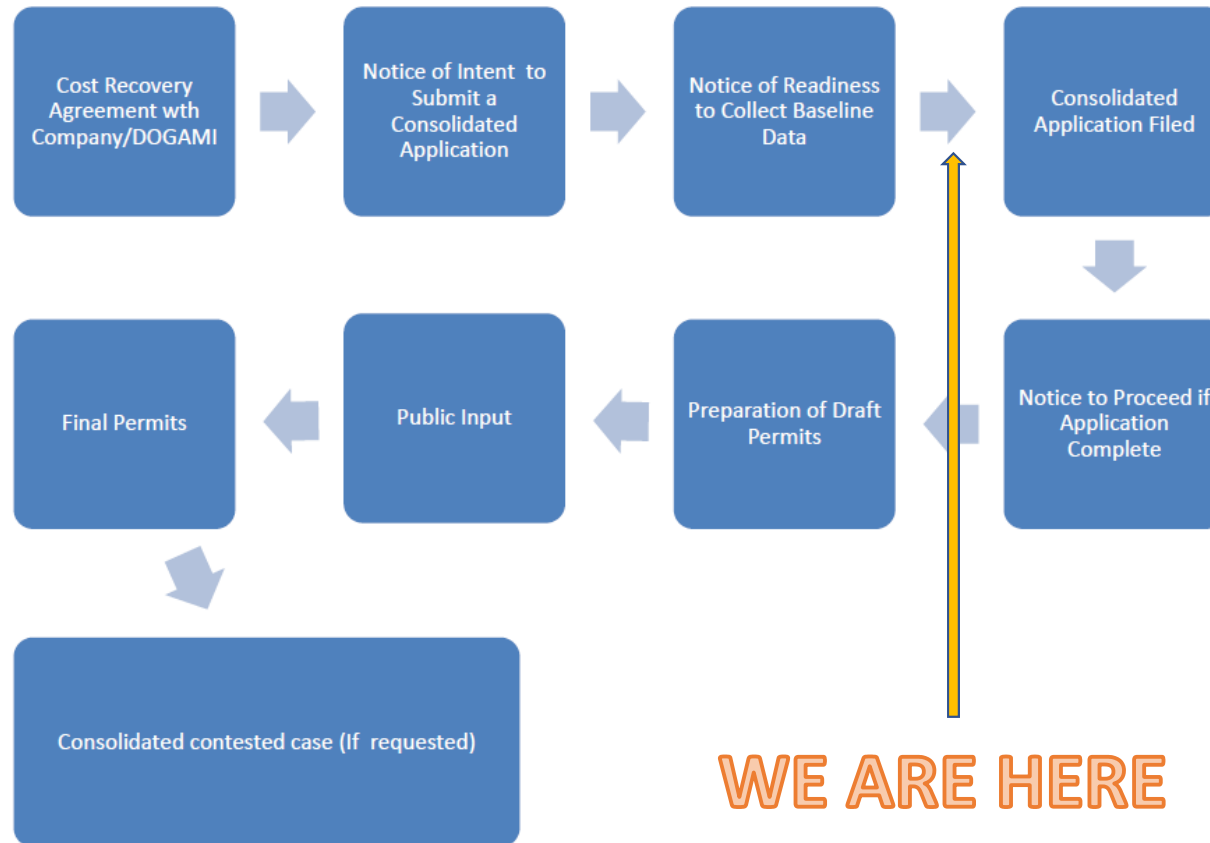 Cost Recovery
Agreement wth
Company/DOGAMI
Notice of Intent to
Submit a
Consolidated
Application
Notice of Readiness
to Collect Baseline
Data
Consolidated
Application Filed
Notice to Proceed if
Application
Complete
Preparation of Draft
Permits
Public Input
Final Permits
Consolidated contested case (If requested)
WE ARE HERE